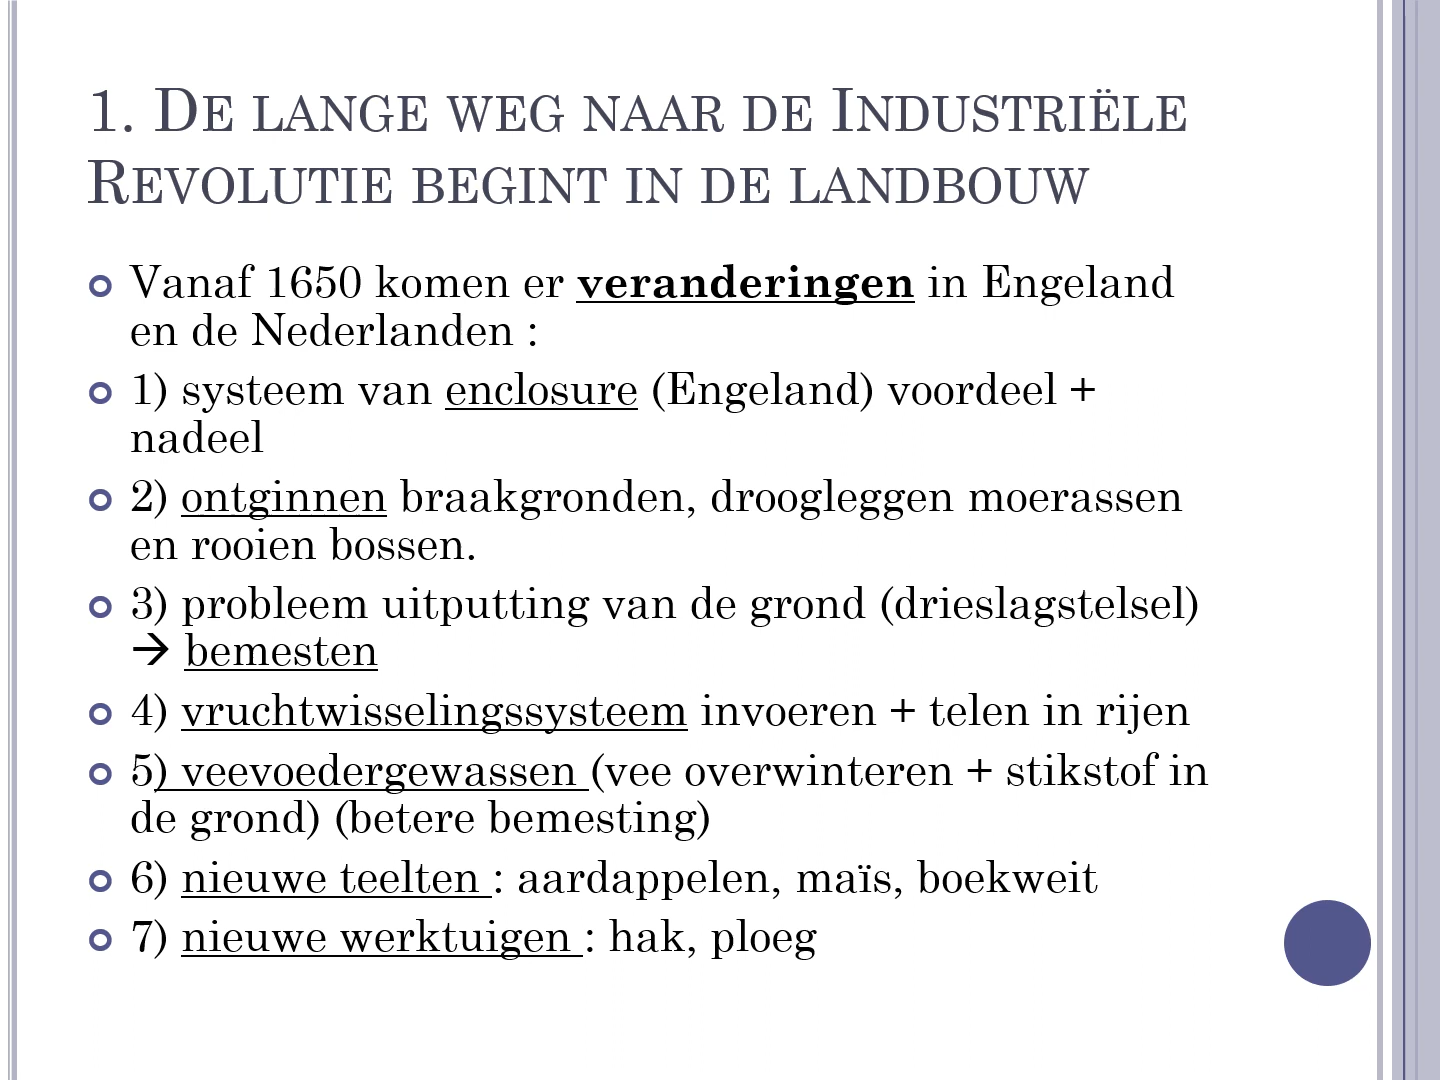 1. De lange weg naar de Industriële
Revolutie begint in de landbouw
Vanaf 1650 komen er veranderingen in Engeland
en de Nederlanden :
1) systeem van enclosure (Engeland) voordeel +
nadeel
2) ontginnen braakgronden, droogleggen moerassen
en rooien bossen.
3) probleem uitputting van de grond (drieslagstelsel)
→ bemesten
4) vruchtwisselingssysteem invoeren + telen in rijen
5) veevoedergewassen (vee overwinteren + stikstof in
de grond) (betere bemesting)
6) nieuwe teelten : aardappelen, maïs, boekweit
7) nieuwe werktuigen : hak, ploeg